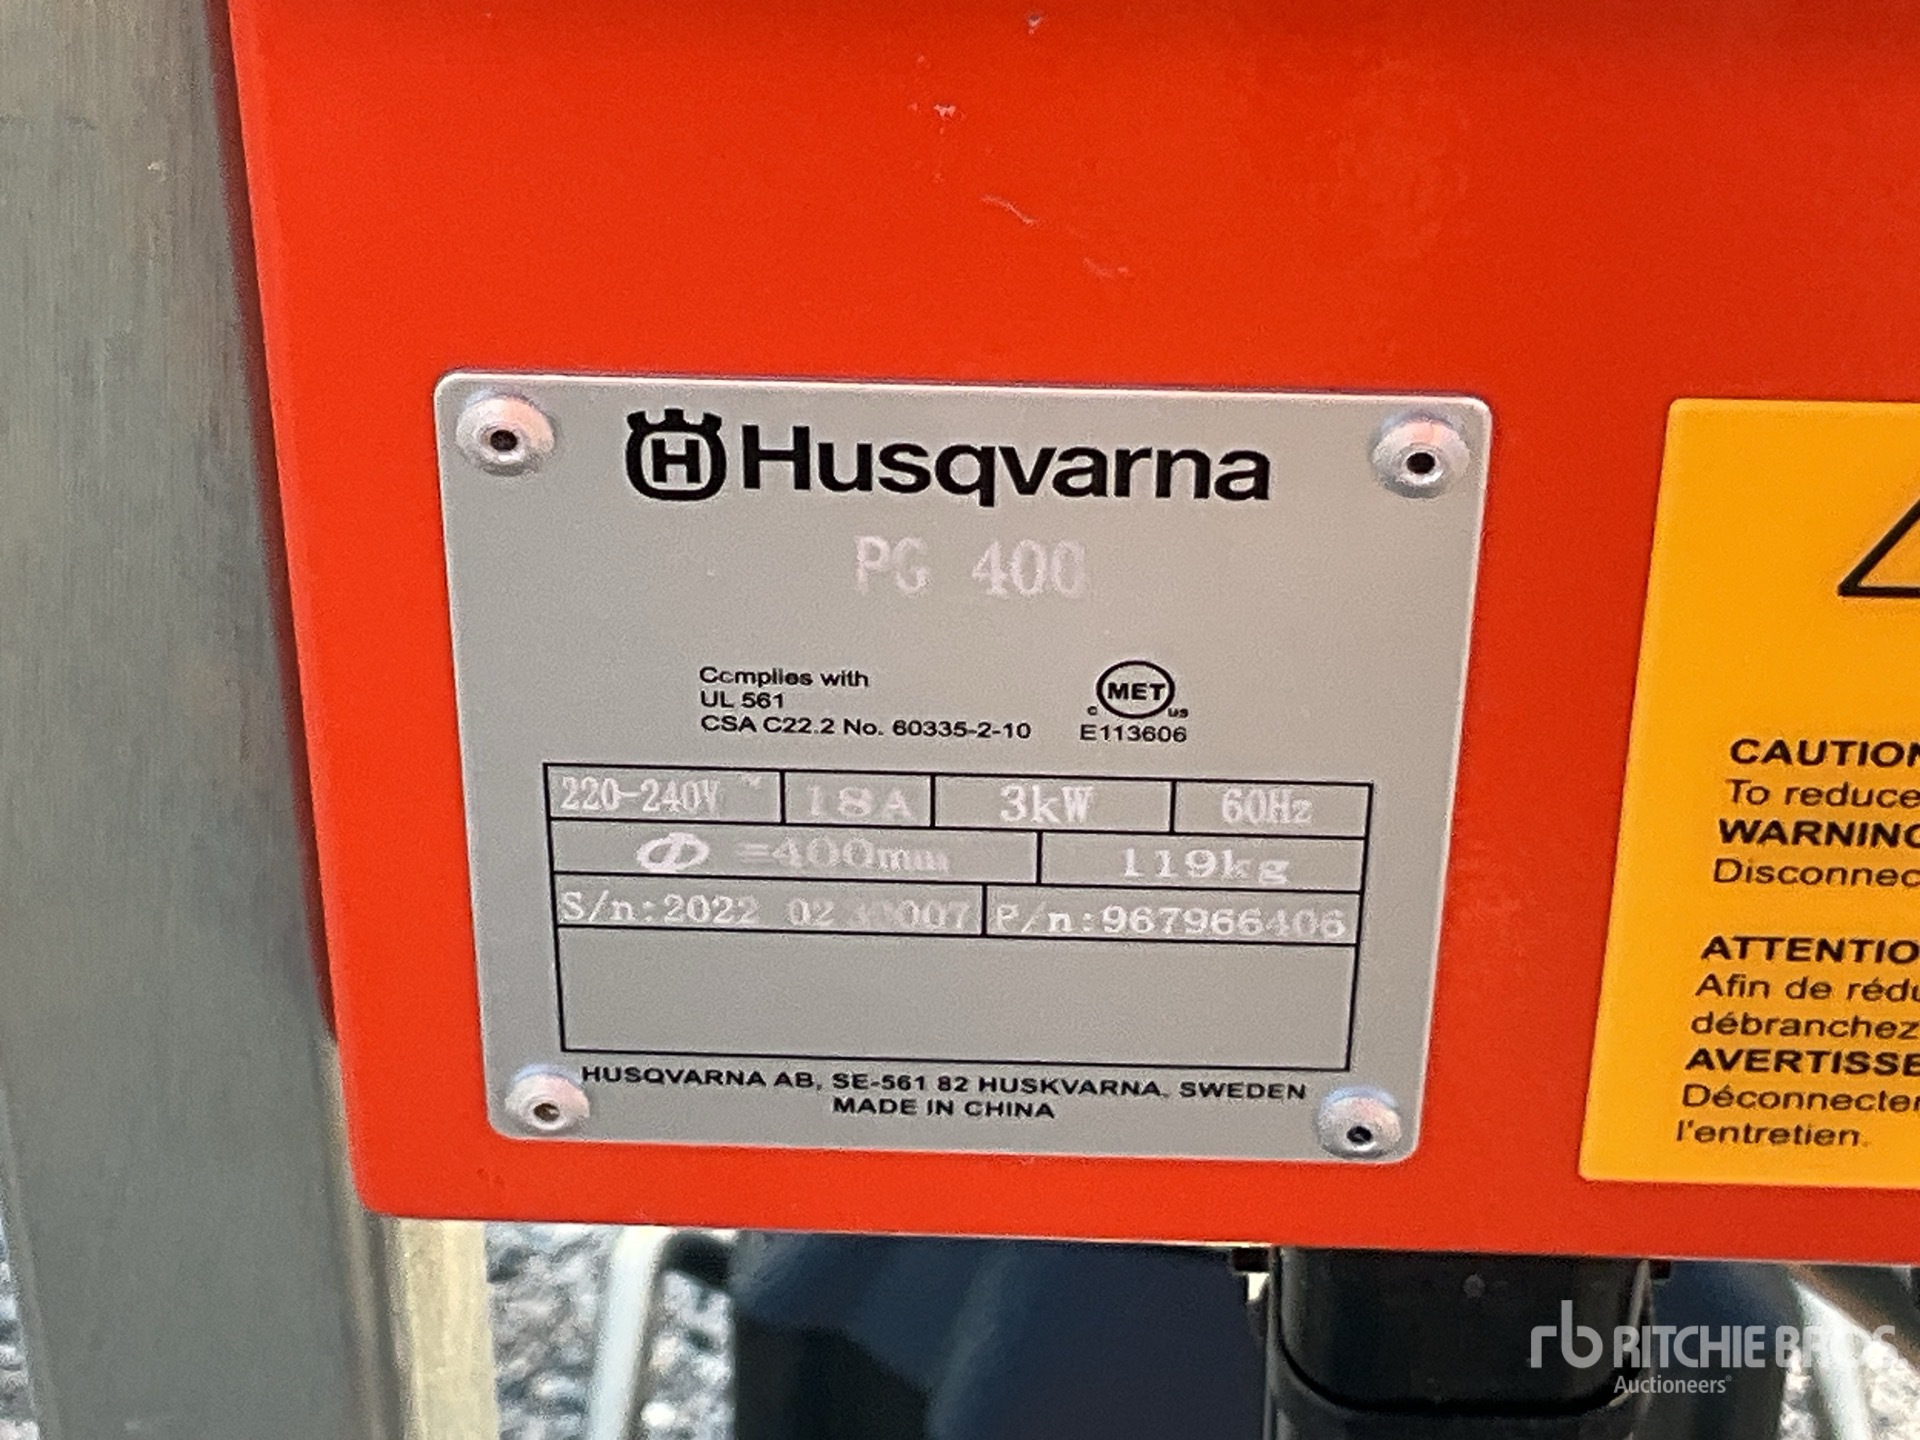 Husqvarna
PG 400
Complies with
UL 561
CSA C22.2 No. 60335-2-10
MET
c us
E113606
220-240V~ 18A 3kW 60Hz
Φ =400mm 119kg
S/n:2022 P/n:967966406
HUSQVARNA AB, SE-561 82 HUSKVARNA, SWEDEN
MADE IN CHINA
CAUTION
To reduce
WARNING
Disconnec
ATTENTIO
Afin de rédu
débranchez
AVERTISSE
Déconnecter
l'entretien.
rb RITCHIE BROS.
Auctioneers®